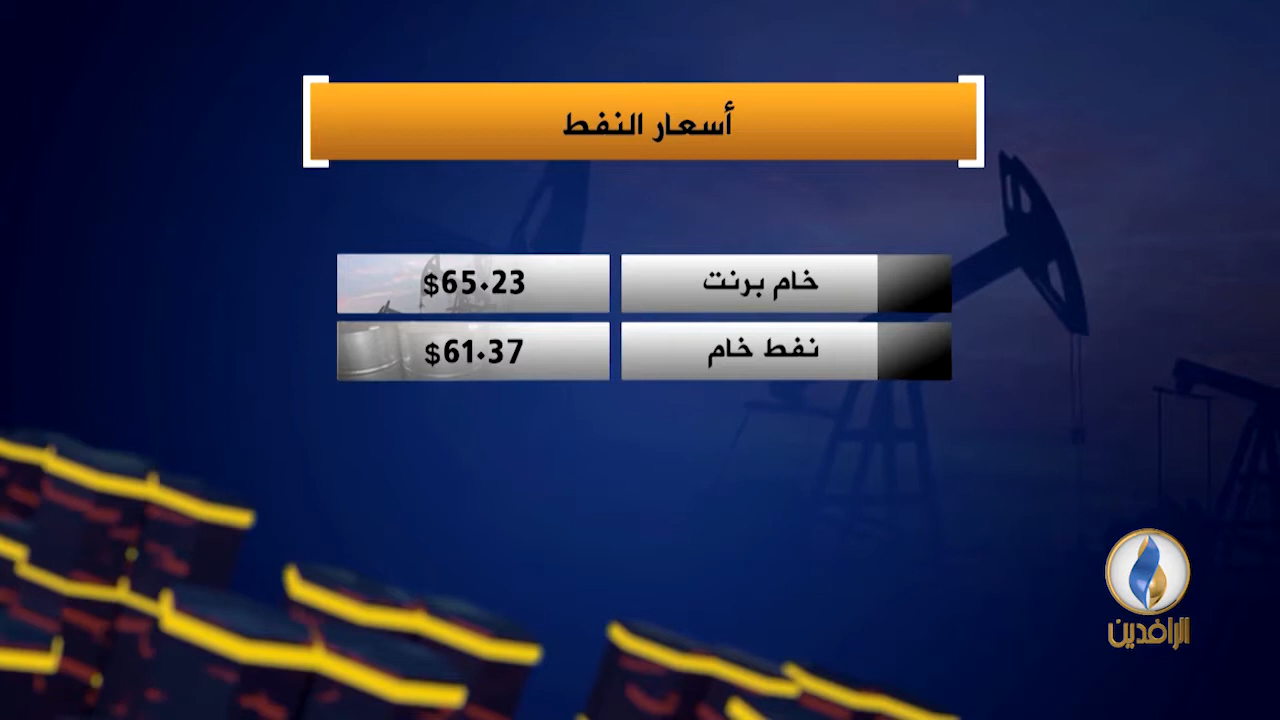 أسعار النفط
خام برنت $65.23
نفط خام $61.37
الرافدين